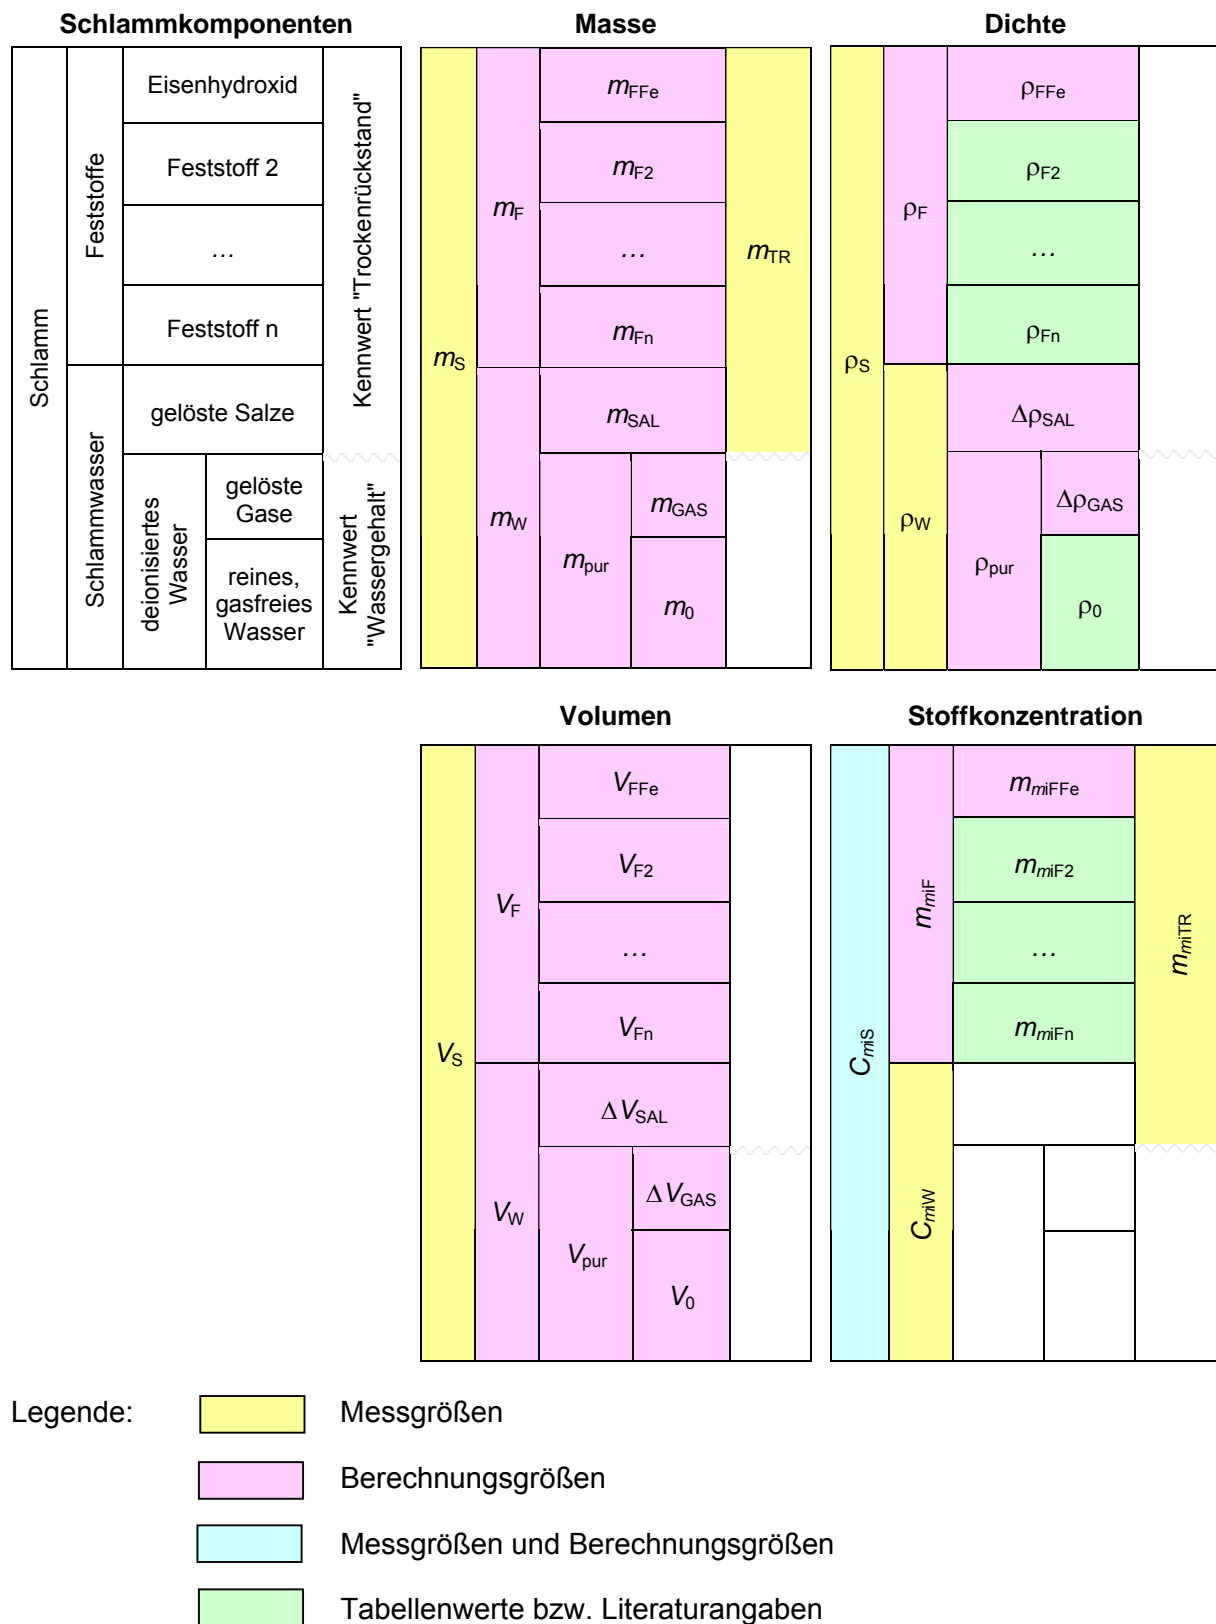 Schlammkomponenten
Masse
Dichte
Schlamm
Feststoffe
Schlammwasser
Eisenhydroxid
Feststoff 2
...
Feststoff n
gelöste Salze
deionisiertes
Wasser
gelöste
Gase
reines,
gasfreies
Wasser
Kennwert "Trockenrückstand"
Kennwert
"Wassergehalt"
mS
mF
mW
mFFe
mF2
...
mFn
mSAL
mpur
mGAS
m0
mTR
ρS
ρF
ρW
ρFFe
ρF2
...
ρFn
ΔρSAL
ρpur
ΔρGAS
ρ0
Volumen
Stoffkonzentration
VS
VF
VW
VFFe
VF2
...
VFn
ΔVSAL
Vpur
ΔVGAS
V0
CmiS
mmiF
CmiW
mmiFFe
mmiF2
...
mmiFn
mmiTR
Legende:
Messgrößen
Berechnungsgrößen
Messgrößen und Berechnungsgrößen
Tabellenwerte bzw. Literaturangaben